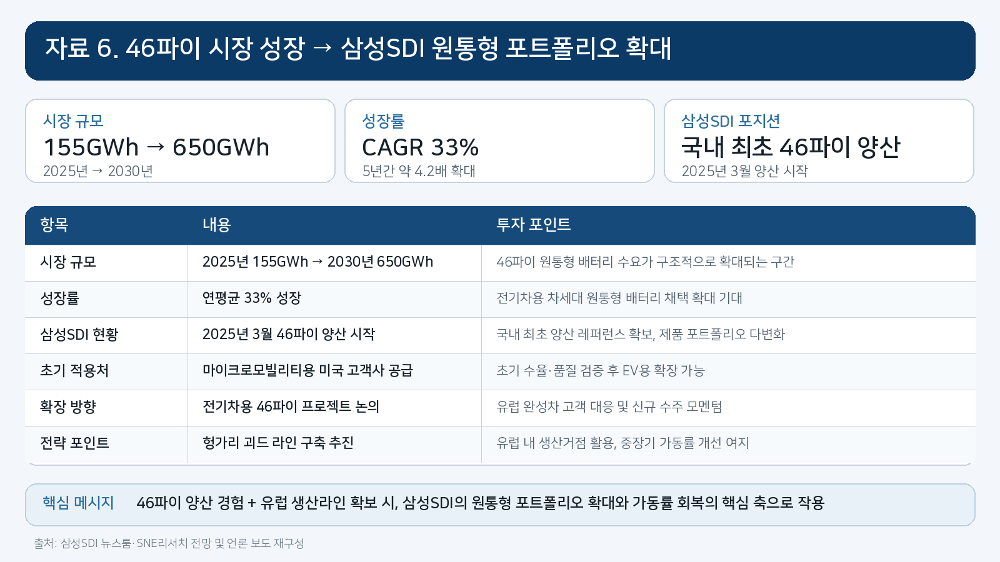 자료 6. 46파이 시장 성장 → 삼성SDI 원통형 포트폴리오 확대
시장 규모
155GWh → 650GWh
2025년 → 2030년
성장률
CAGR 33%
5년간 약 4.2배 확대
삼성SDI 포지션
국내 최초 46파이 양산
2025년 3월 양산 시작
항목 내용 투자 포인트
시장 규모 2025년 155GWh → 2030년 650GWh 46파이 원통형 배터리 수요가 구조적으로 확대되는 구간
성장률 연평균 33% 성장 전기차용 차세대 원통형 배터리 채택 확대 기대
삼성SDI 현황 2025년 3월 46파이 양산 시작 국내 최초 양산 레퍼런스 확보, 제품 포트폴리오 다변화
초기 적용처 마이크로모빌리티용 미국 고객사 공급 초기 수율·품질 검증 후 EV용 확장 가능
확장 방향 전기차용 46파이 프로젝트 논의 유럽 완성차 고객 대응 및 신규 수주 모멘텀
전략 포인트 헝가리 괴드 라인 구축 추진 유럽 내 생산거점 활용, 중장기 가동률 개선 여지
핵심 메시지 46파이 양산 경험 + 유럽 생산라인 확보 시, 삼성SDI의 원통형 포트폴리오 확대와 가동률 회복의 핵심 축으로 작용
출처: 삼성SDI 뉴스룸·SNE리서치 전망 및 언론 보도 재구성